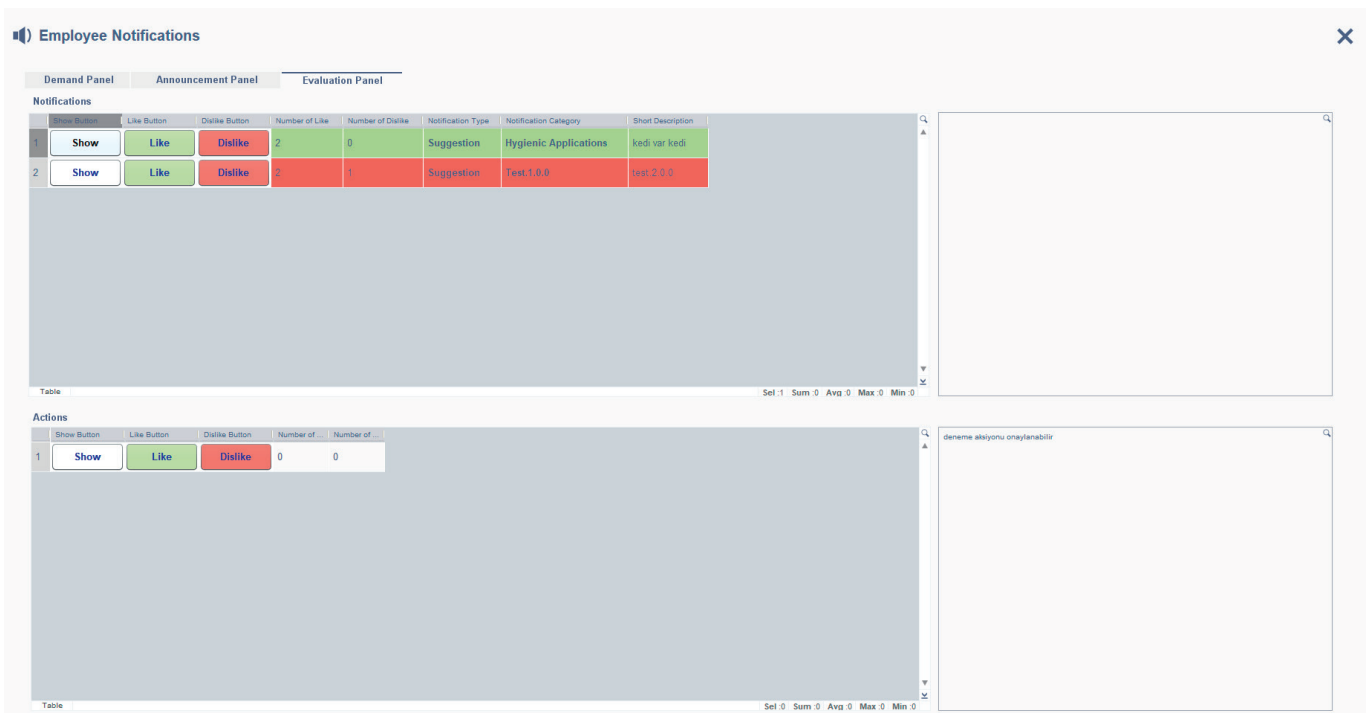 Employee Notifications
Demand Panel Announcement Panel Evaluation Panel
Notifications
Show Button Like Button Dislike Button Number of Like Number of Dislike Notification Type Notification Category Short Description
1 Show Like Dislike 2 0 Suggestion Hygienic Applications kedi var kedi
2 Show Like Dislike 2 1 Suggestion Test.1.0.0 test.2.0.0.
Table Sel :1 Sum :0 Avg :0 Max :0 Min :0
Actions
Show Button Like Button Dislike Button Number of ... Number of ...
deneme aksiyonu onaylanabilir
1 Show Like Dislike 0 0
Table Sel :0 Sum :0 Avg :0 Max :0 Min :0